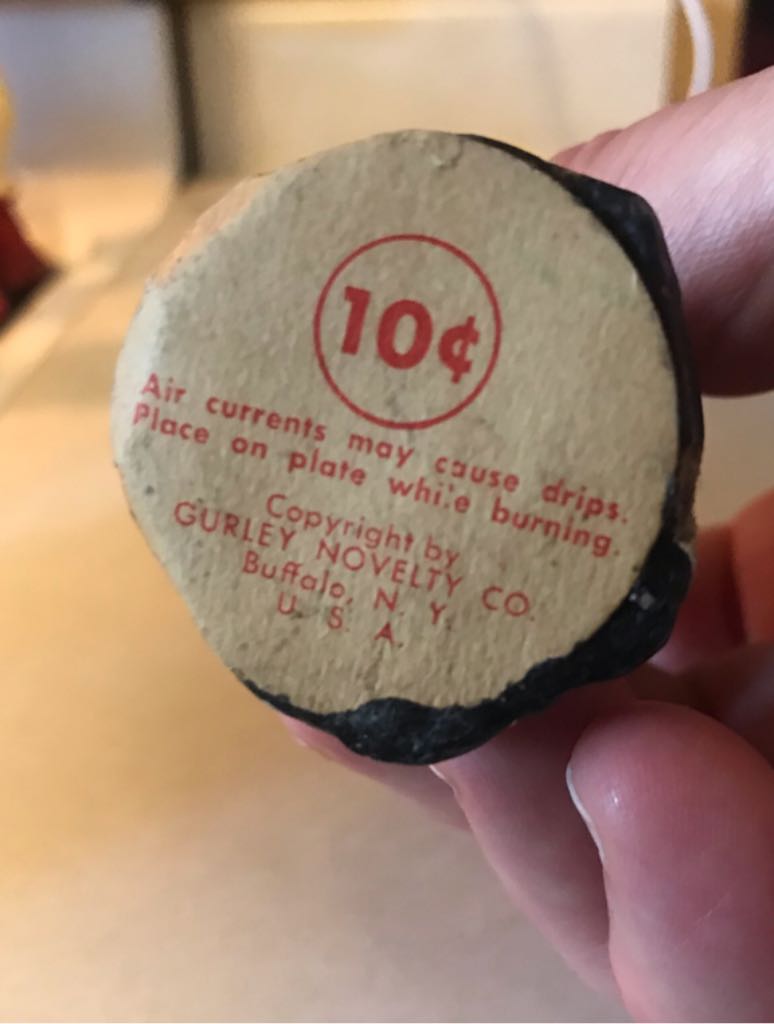 10¢
Air currents may cause drips.
Place on plate while burning.
Copyright by
GURLEY NOVELTY CO.
Buffalo, N. Y.
U. S. A.